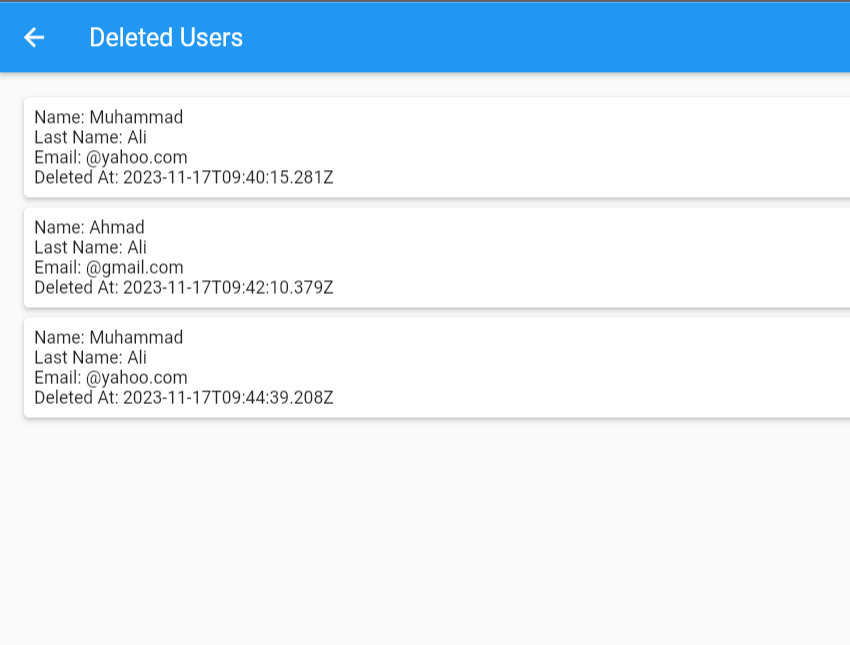 Deleted Users
Name: Muhammad
Last Name: Ali
Email: @yahoo.com
Deleted At: 2023-11-17T09:40:15.281Z
Name: Ahmad
Last Name: Ali
Email: @gmail.com
Deleted At: 2023-11-17T09:42:10.379Z
Name: Muhammad
Last Name: Ali
Email: @yahoo.com
Deleted At: 2023-11-17T09:44:39.208Z